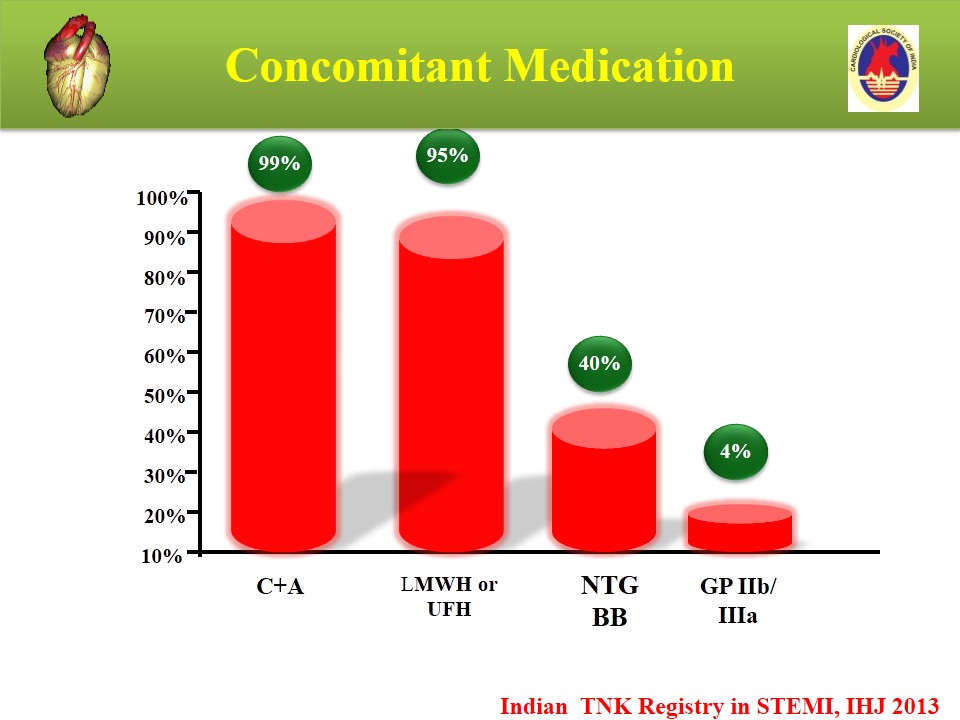 Concomitant Medication
CARDIOLOGICAL SOCIETY OF INDIA
99%
95%
40%
4%
100%
90%
80%
70%
60%
50%
40%
30%
20%
10%
C+A
LMWH or
UFH
NTG
BB
GP IIb/
IIIa
Indian TNK Registry in STEMI, IHJ 2013